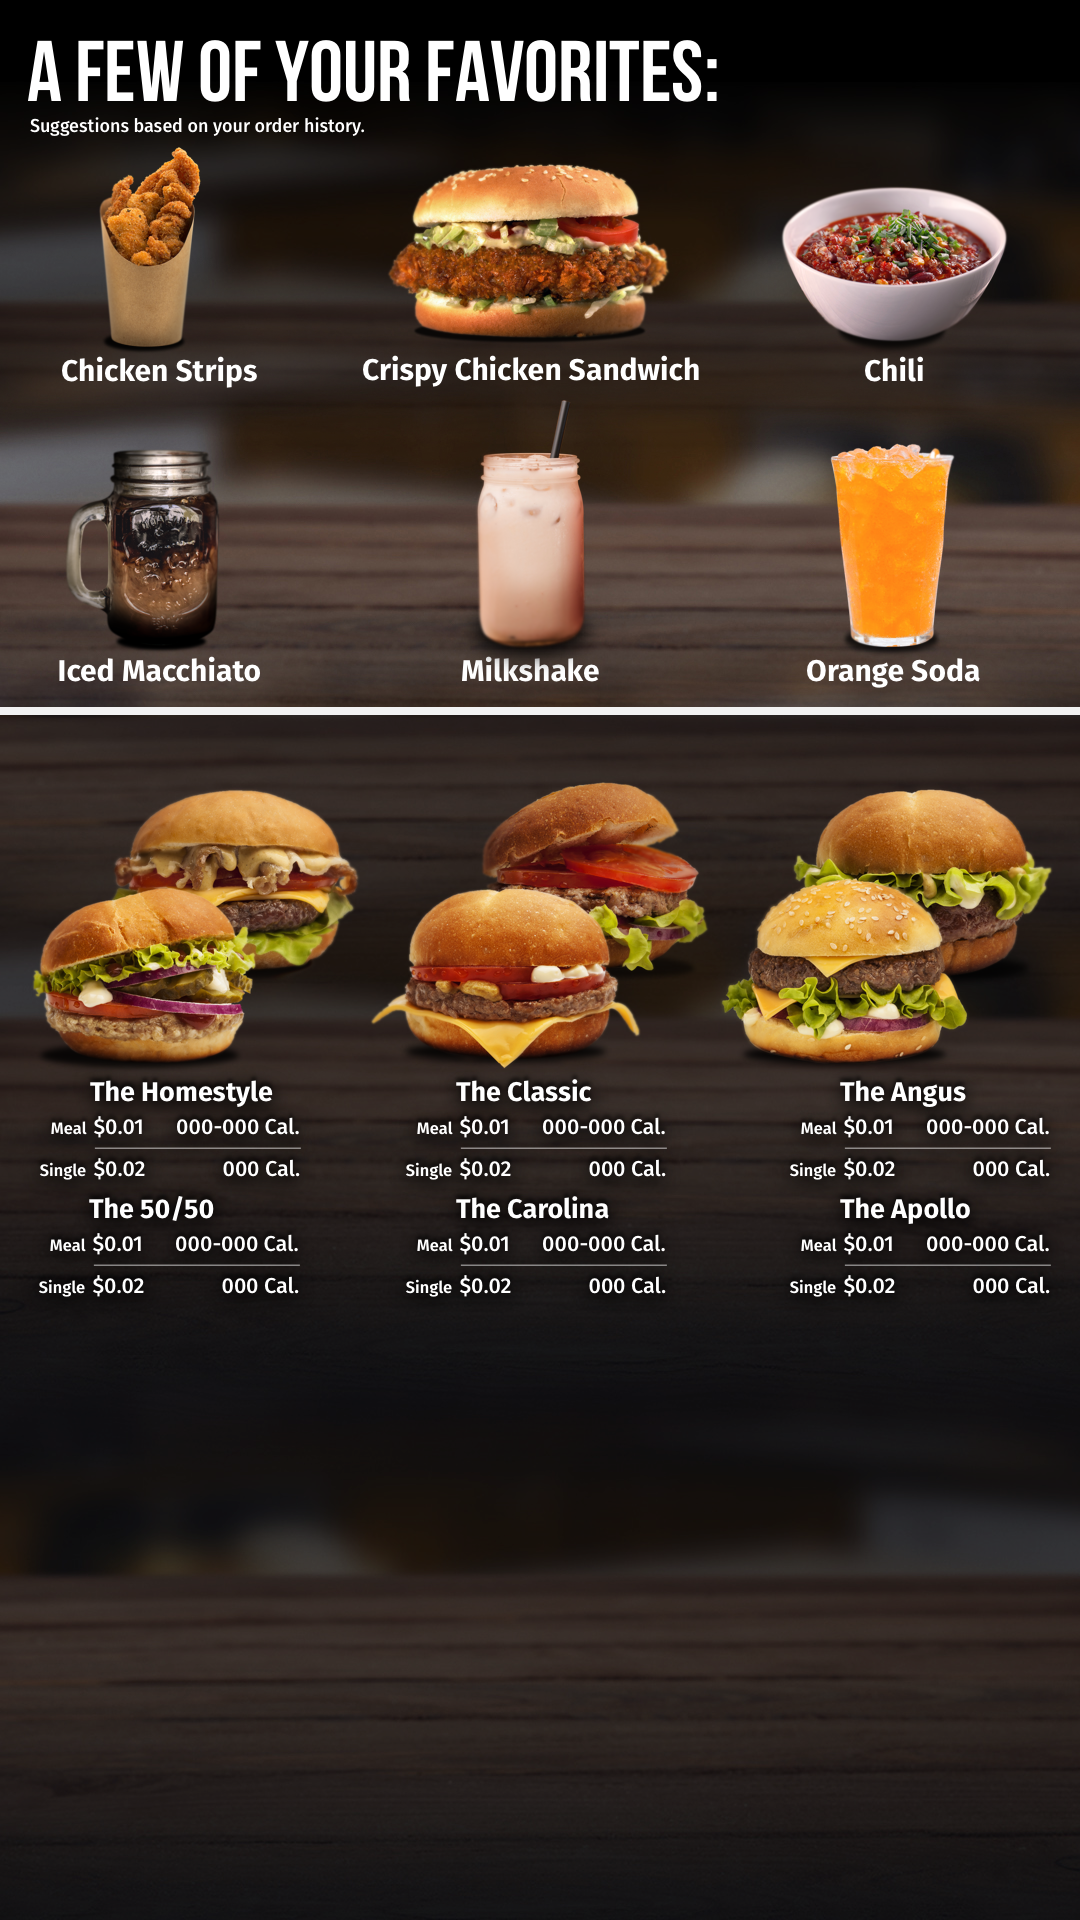 A FEW OF YOUR FAVORITES:
Suggestions based on your order history.
Chicken Strips
Crispy Chicken Sandwich
Chili
Iced Macchiato
Milkshake
Orange Soda
The Homestyle
Meal $0.01 000-000 Cal.
Single $0.02 000 Cal.
The 50/50
Meal $0.01 000-000 Cal.
Single $0.02 000 Cal.
The Classic
Meal $0.01 000-000 Cal.
Single $0.02 000 Cal.
The Carolina
Meal $0.01 000-000 Cal.
Single $0.02 000 Cal.
The Angus
Meal $0.01 000-000 Cal.
Single $0.02 000 Cal.
The Apollo
Meal $0.01 000-000 Cal.
Single $0.02 000 Cal.